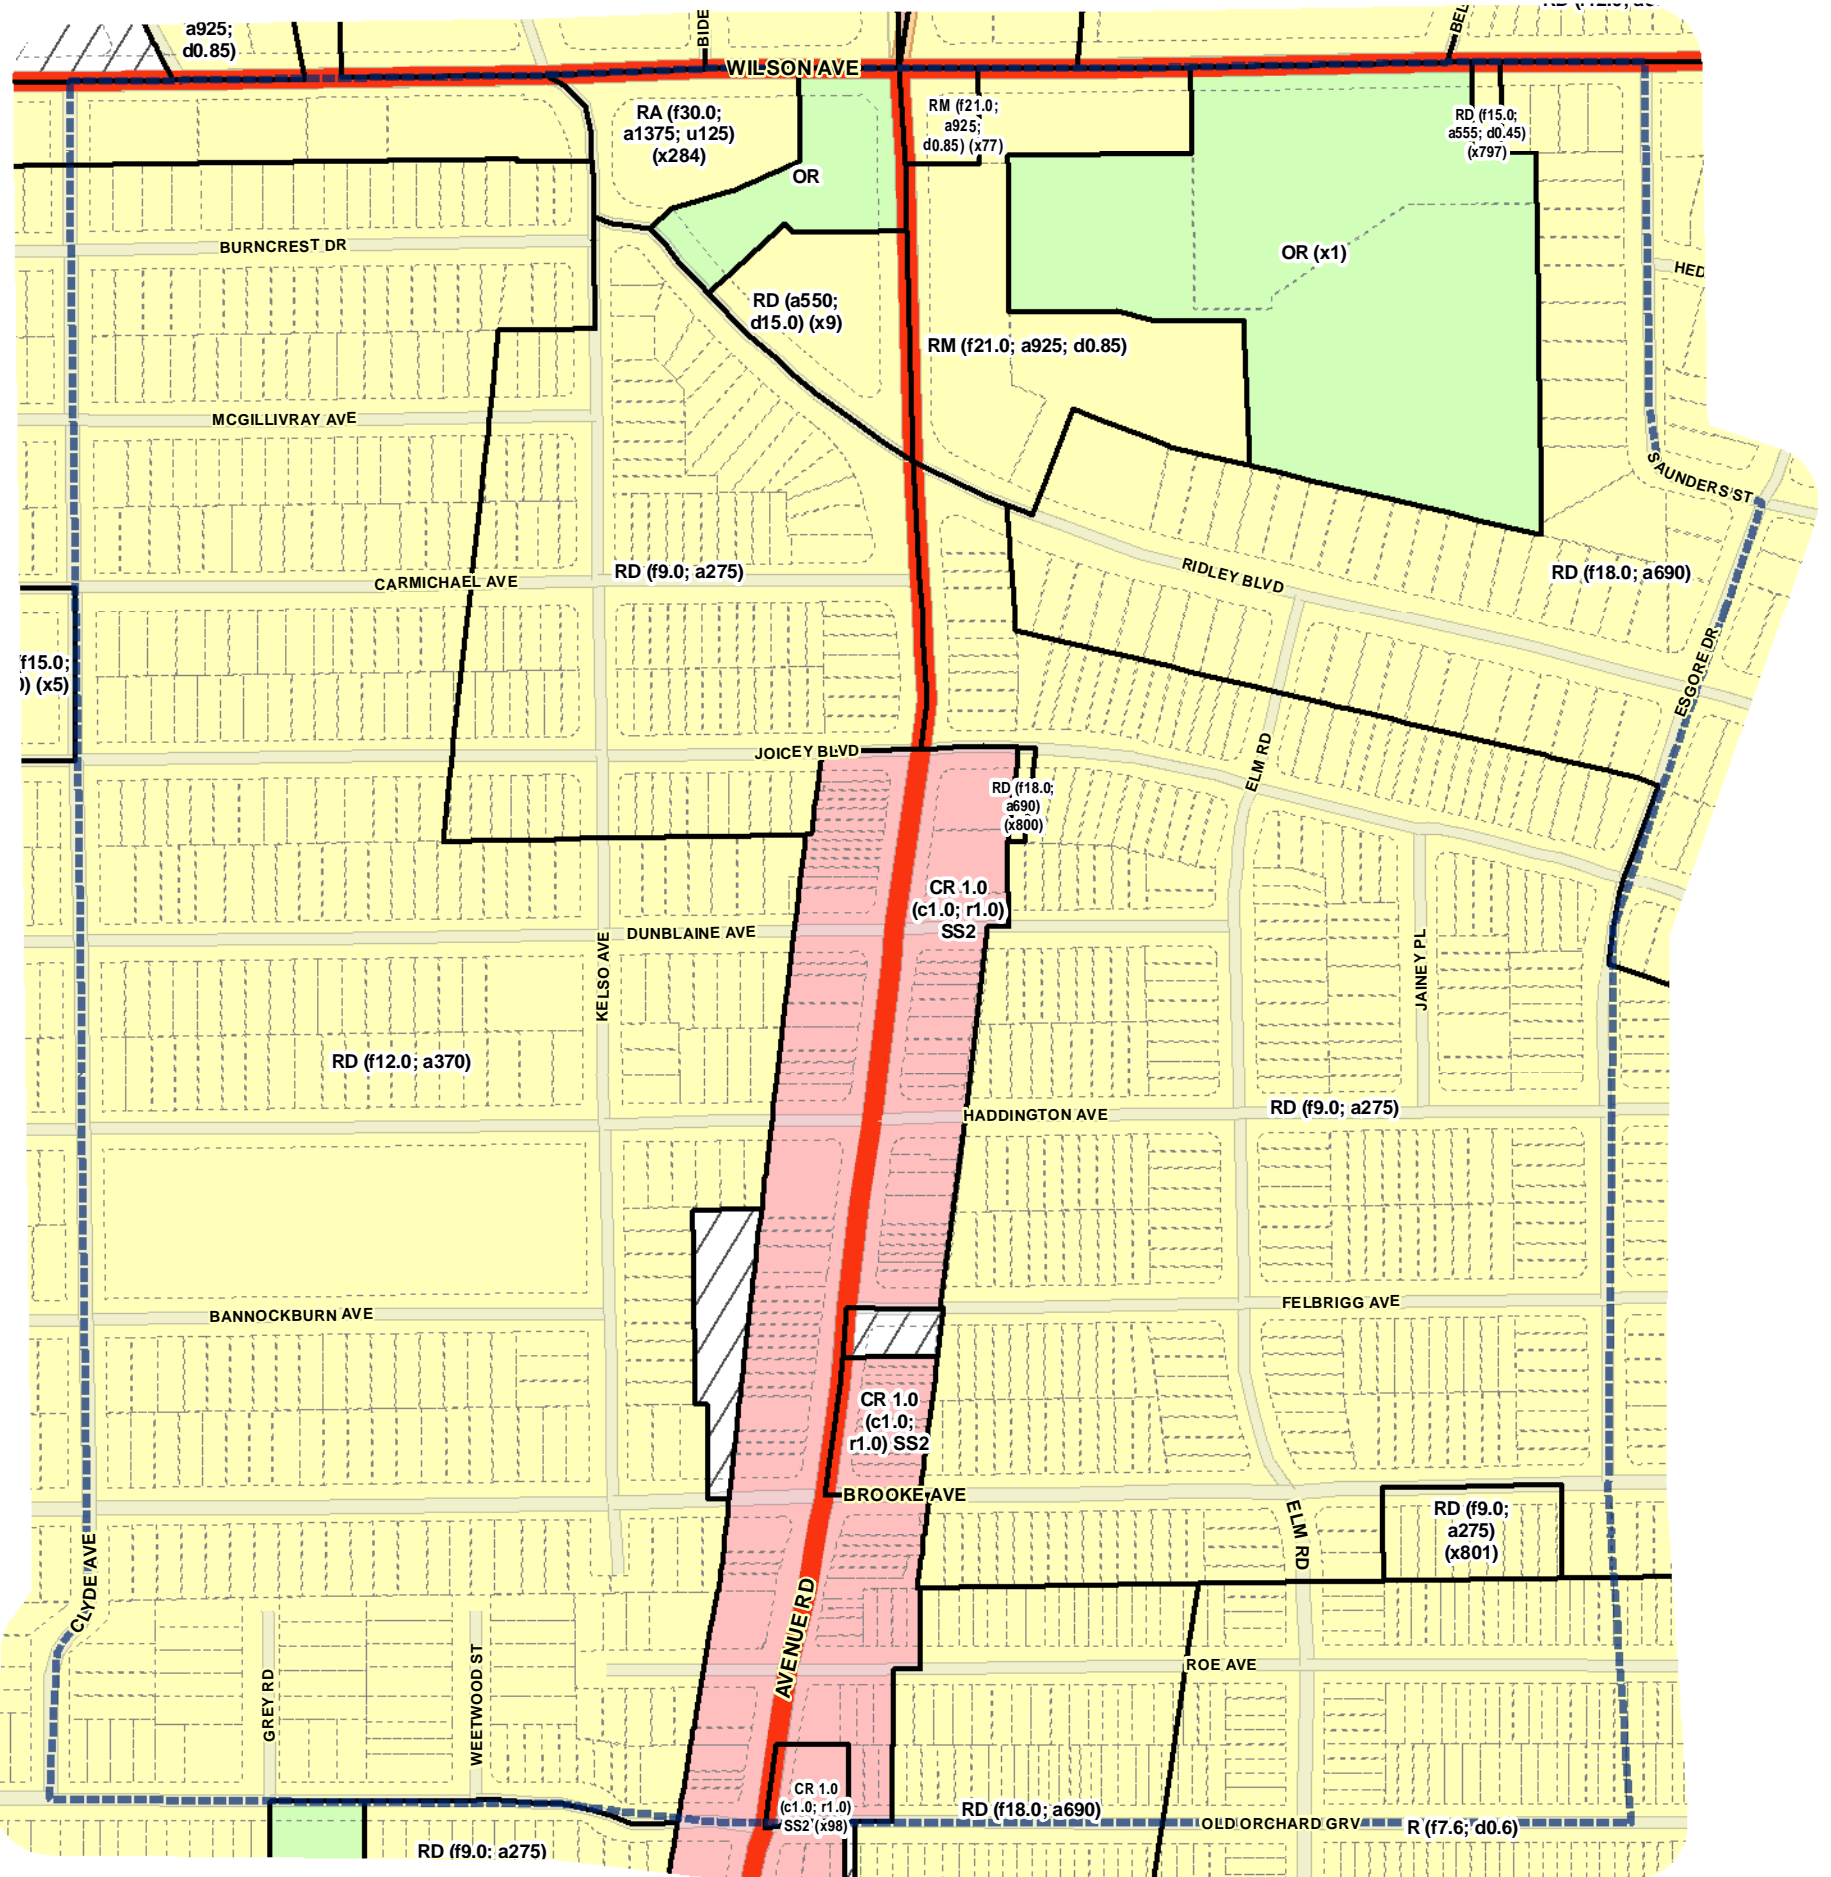 a925;
d0.85)
BIDE
BEL
WILSON AVE
RA (f30.0;
a1375; u125)
(x284)
OR
RM (f21.0;
a925;
d0.85) (x77)
RD (f15.0;
a555; d0.45)
(x797)
BURNCREST DR
OR (x1)
HED
RD (a550;
d15.0) (x9)
RM (f21.0; a925; d0.85)
MCGILLIVRAY AVE
SAUNDERS ST
CARMICHAEL AVE
RD (f9.0; a275)
RIDLEY BLVD
RD (f18.0; a690)
f15.0;
) (x5)
ESGORE DR
JOICEY BLVD
ELM RD
RD (f18.0;
a690)
(x800)
CR 1.0
(c1.0; r1.0)
SS2
DUNBLAINE AVE
KELSO AVE
JAINEY PL
RD (f12.0; a370)
HADDINGTON AVE
RD (f9.0; a275)
BANNOCKBURN AVE
FELBRIGG AVE
CR 1.0
(c1.0;
r1.0) SS2
BROOKE AVE
RD (f9.0;
a275)
(x801)
ELM RD
CLYDE AVE
AVENUE RD
ROE AVE
GREY RD
WEETWOOD ST
CR 1.0
(c1.0; r1.0)
SS2 (x98)
RD (f18.0; a690)
OLD ORCHARD GRV
R (f7.6; d0.6)
RD (f9.0; a275)